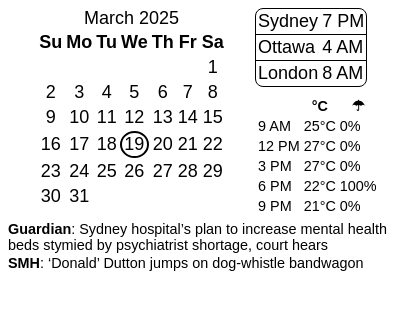 March 2025
Su Mo Tu We Th Fr Sa
1
2 3 4 5 6 7 8
9 10 11 12 13 14 15
16 17 18 19 20 21 22
23 24 25 26 27 28 29
30 31
Sydney 7 PM
Ottawa 4 AM
London 8 AM
°C ☂
9 AM 25°C 0%
12 PM 27°C 0%
3 PM 27°C 0%
6 PM 22°C 100%
9 PM 21°C 0%
Guardian: Sydney hospital’s plan to increase mental health
beds stymied by psychiatrist shortage, court hears
SMH: ‘Donald’ Dutton jumps on dog-whistle bandwagon